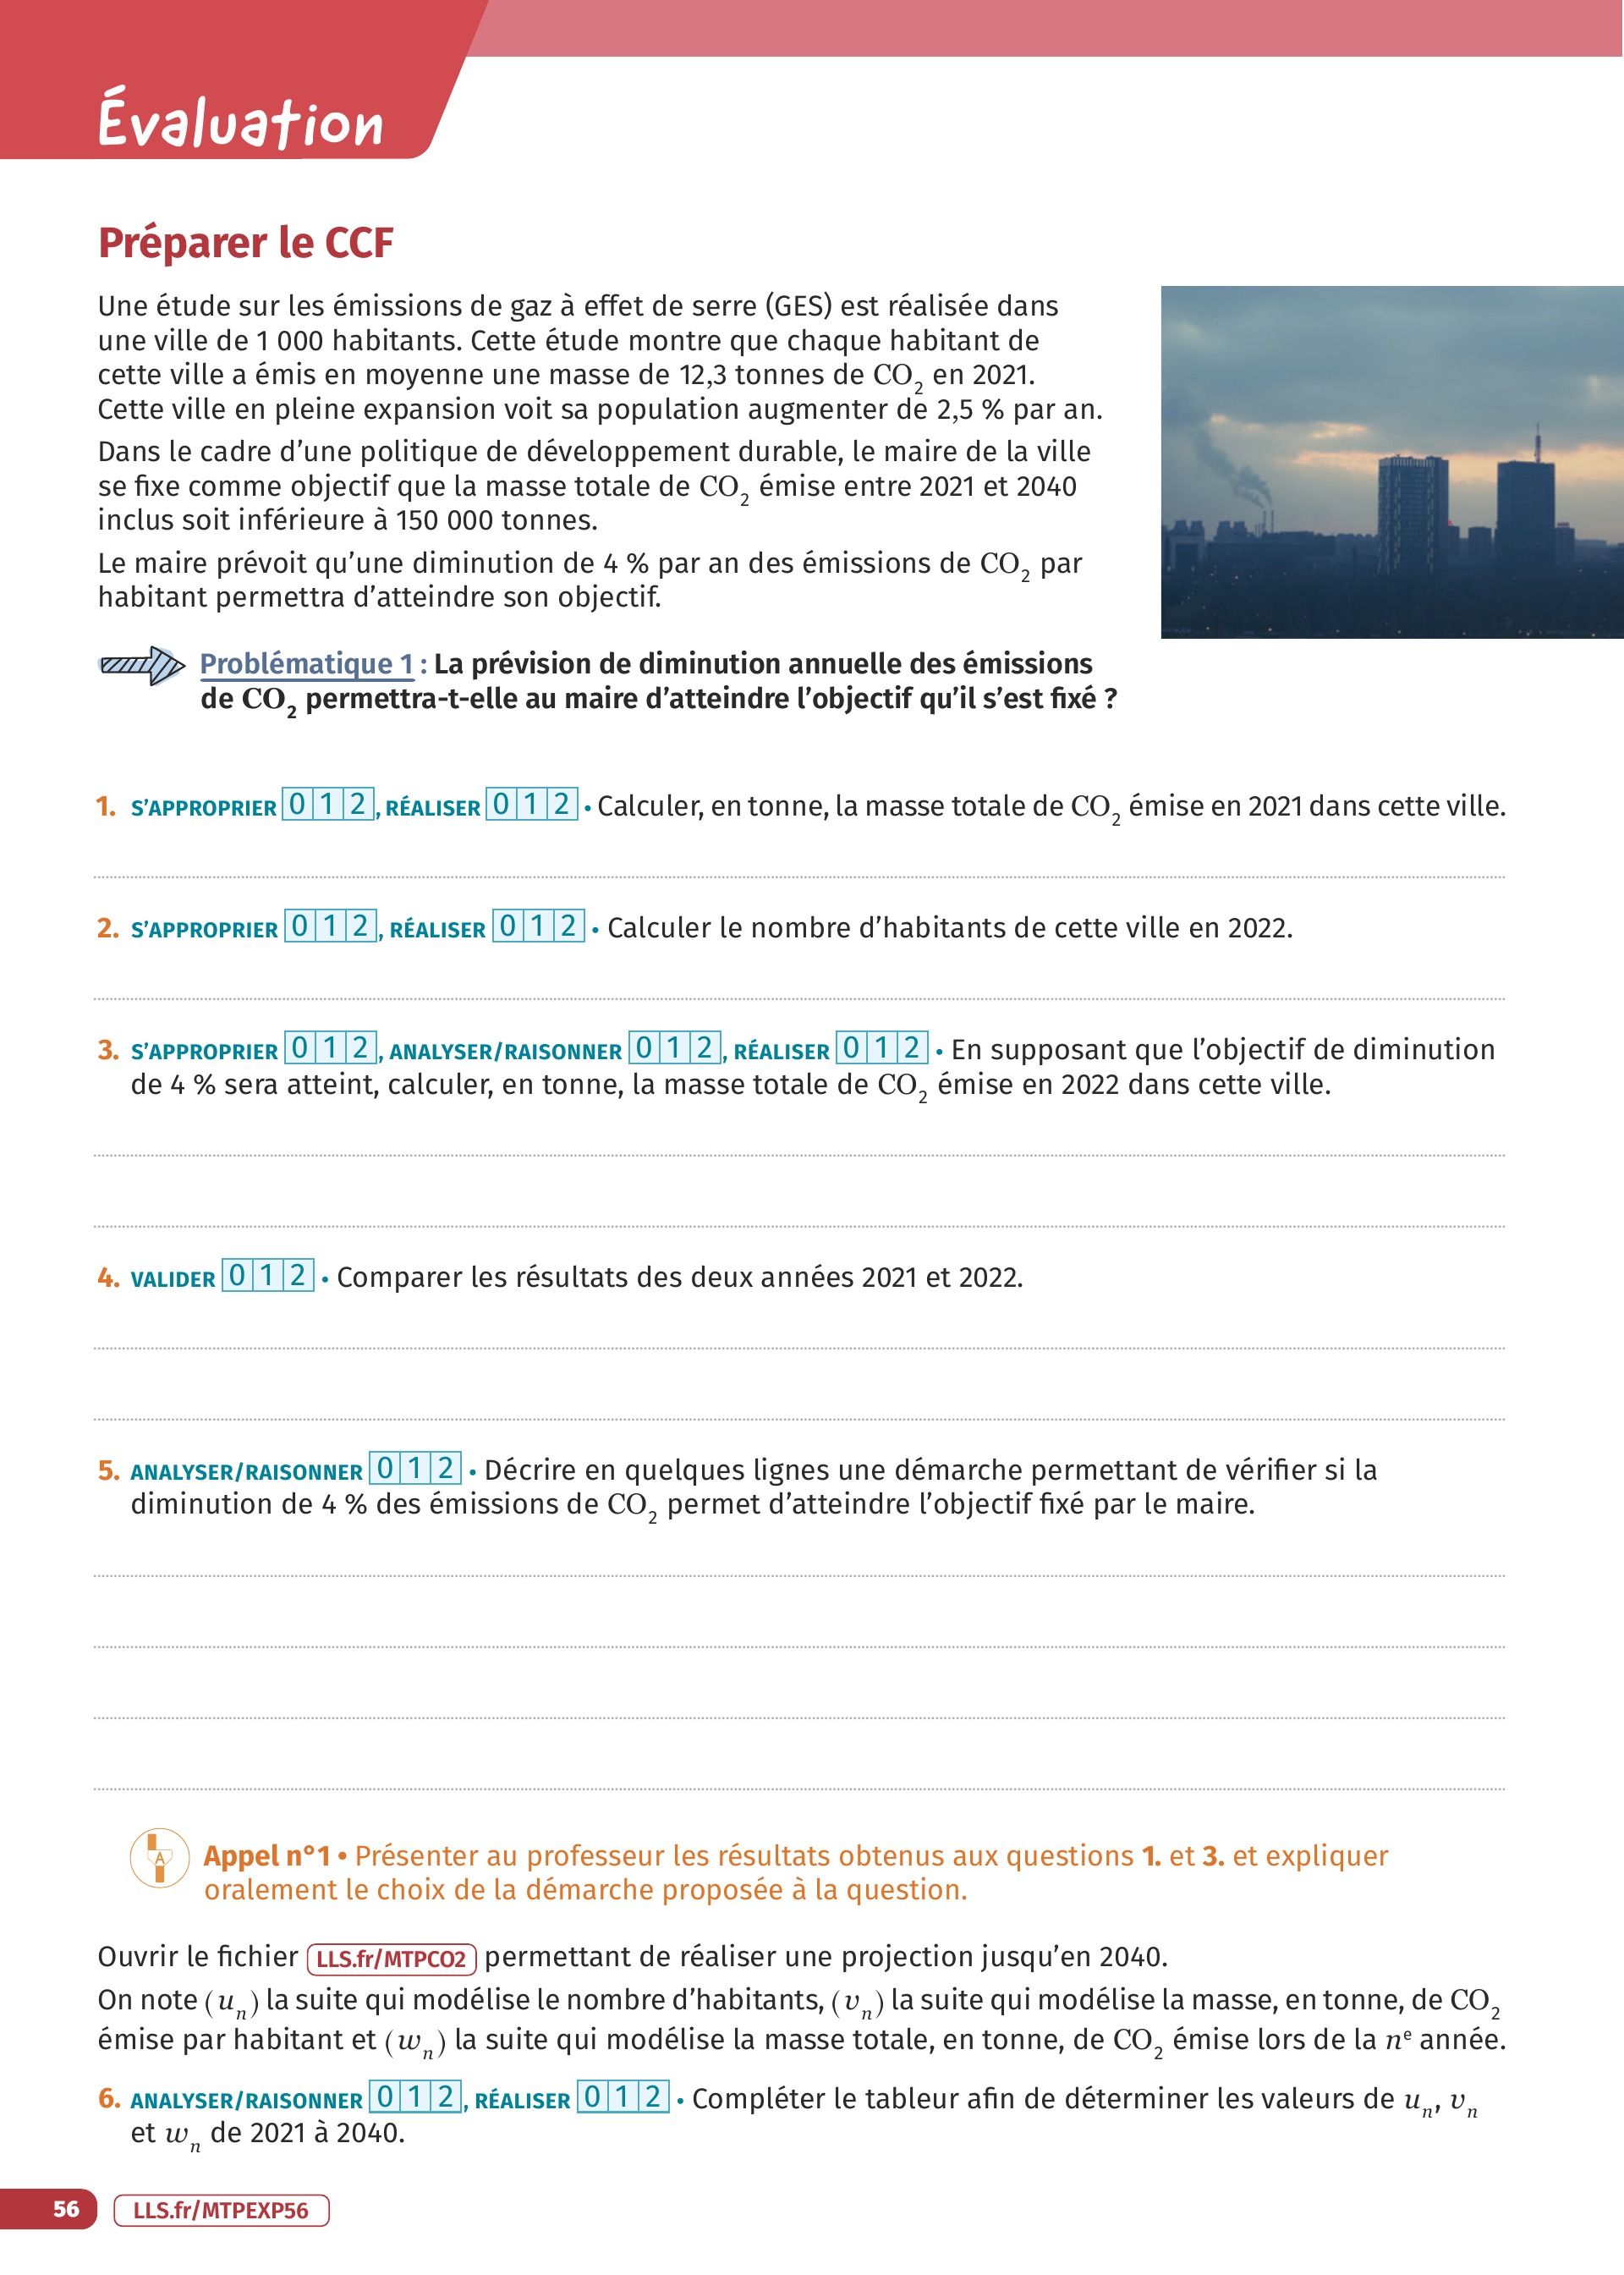 Évaluation
Préparer le CCF
Une étude sur les émissions de gaz à effet de serre (GES) est réalisée dans
une ville de 1 000 habitants. Cette étude montre que chaque habitant de
cette ville a émis en moyenne une masse de 12,3 tonnes de CO₂ en 2021.
Cette ville en pleine expansion voit sa population augmenter de 2,5 % par an.
Dans le cadre d’une politique de développement durable, le maire de la ville
se fixe comme objectif que la masse totale de CO₂ émise entre 2021 et 2040
inclus soit inférieure à 150 000 tonnes.
Le maire prévoit qu’une diminution de 4 % par an des émissions de CO₂ par
habitant permettra d’atteindre son objectif.
Problématique 1 : La prévision de diminution annuelle des émissions
de CO₂ permettra-t-elle au maire d’atteindre l’objectif qu’il s’est fixé ?
1. S’APPROPRIER 0 1 2, RÉALISER 0 1 2 • Calculer, en tonne, la masse totale de CO₂ émise en 2021 dans cette ville.
2. S’APPROPRIER 0 1 2, RÉALISER 0 1 2 • Calculer le nombre d’habitants de cette ville en 2022.
3. S’APPROPRIER 0 1 2, ANALYSER/RAISONNER 0 1 2, RÉALISER 0 1 2 • En supposant que l’objectif de diminution
de 4 % sera atteint, calculer, en tonne, la masse totale de CO₂ émise en 2022 dans cette ville.
4. VALIDER 0 1 2 • Comparer les résultats des deux années 2021 et 2022.
5. ANALYSER/RAISONNER 0 1 2 • Décrire en quelques lignes une démarche permettant de vérifier si la
diminution de 4 % des émissions de CO₂ permet d’atteindre l’objectif fixé par le maire.
A
Appel n°1 • Présenter au professeur les résultats obtenus aux questions 1. et 3. et expliquer
oralement le choix de la démarche proposée à la question.
Ouvrir le fichier LLS.fr/MTPCO2 permettant de réaliser une projection jusqu’en 2040.
On note (uₙ) la suite qui modélise le nombre d’habitants, (vₙ) la suite qui modélise la masse, en tonne, de CO₂
émise par habitant et (wₙ) la suite qui modélise la masse totale, en tonne, de CO₂ émise lors de la nᵉ année.
6. ANALYSER/RAISONNER 0 1 2, RÉALISER 0 1 2 • Compléter le tableur afin de déterminer les valeurs de uₙ, vₙ
et wₙ de 2021 à 2040.
56 LLS.fr/MTPEXP56